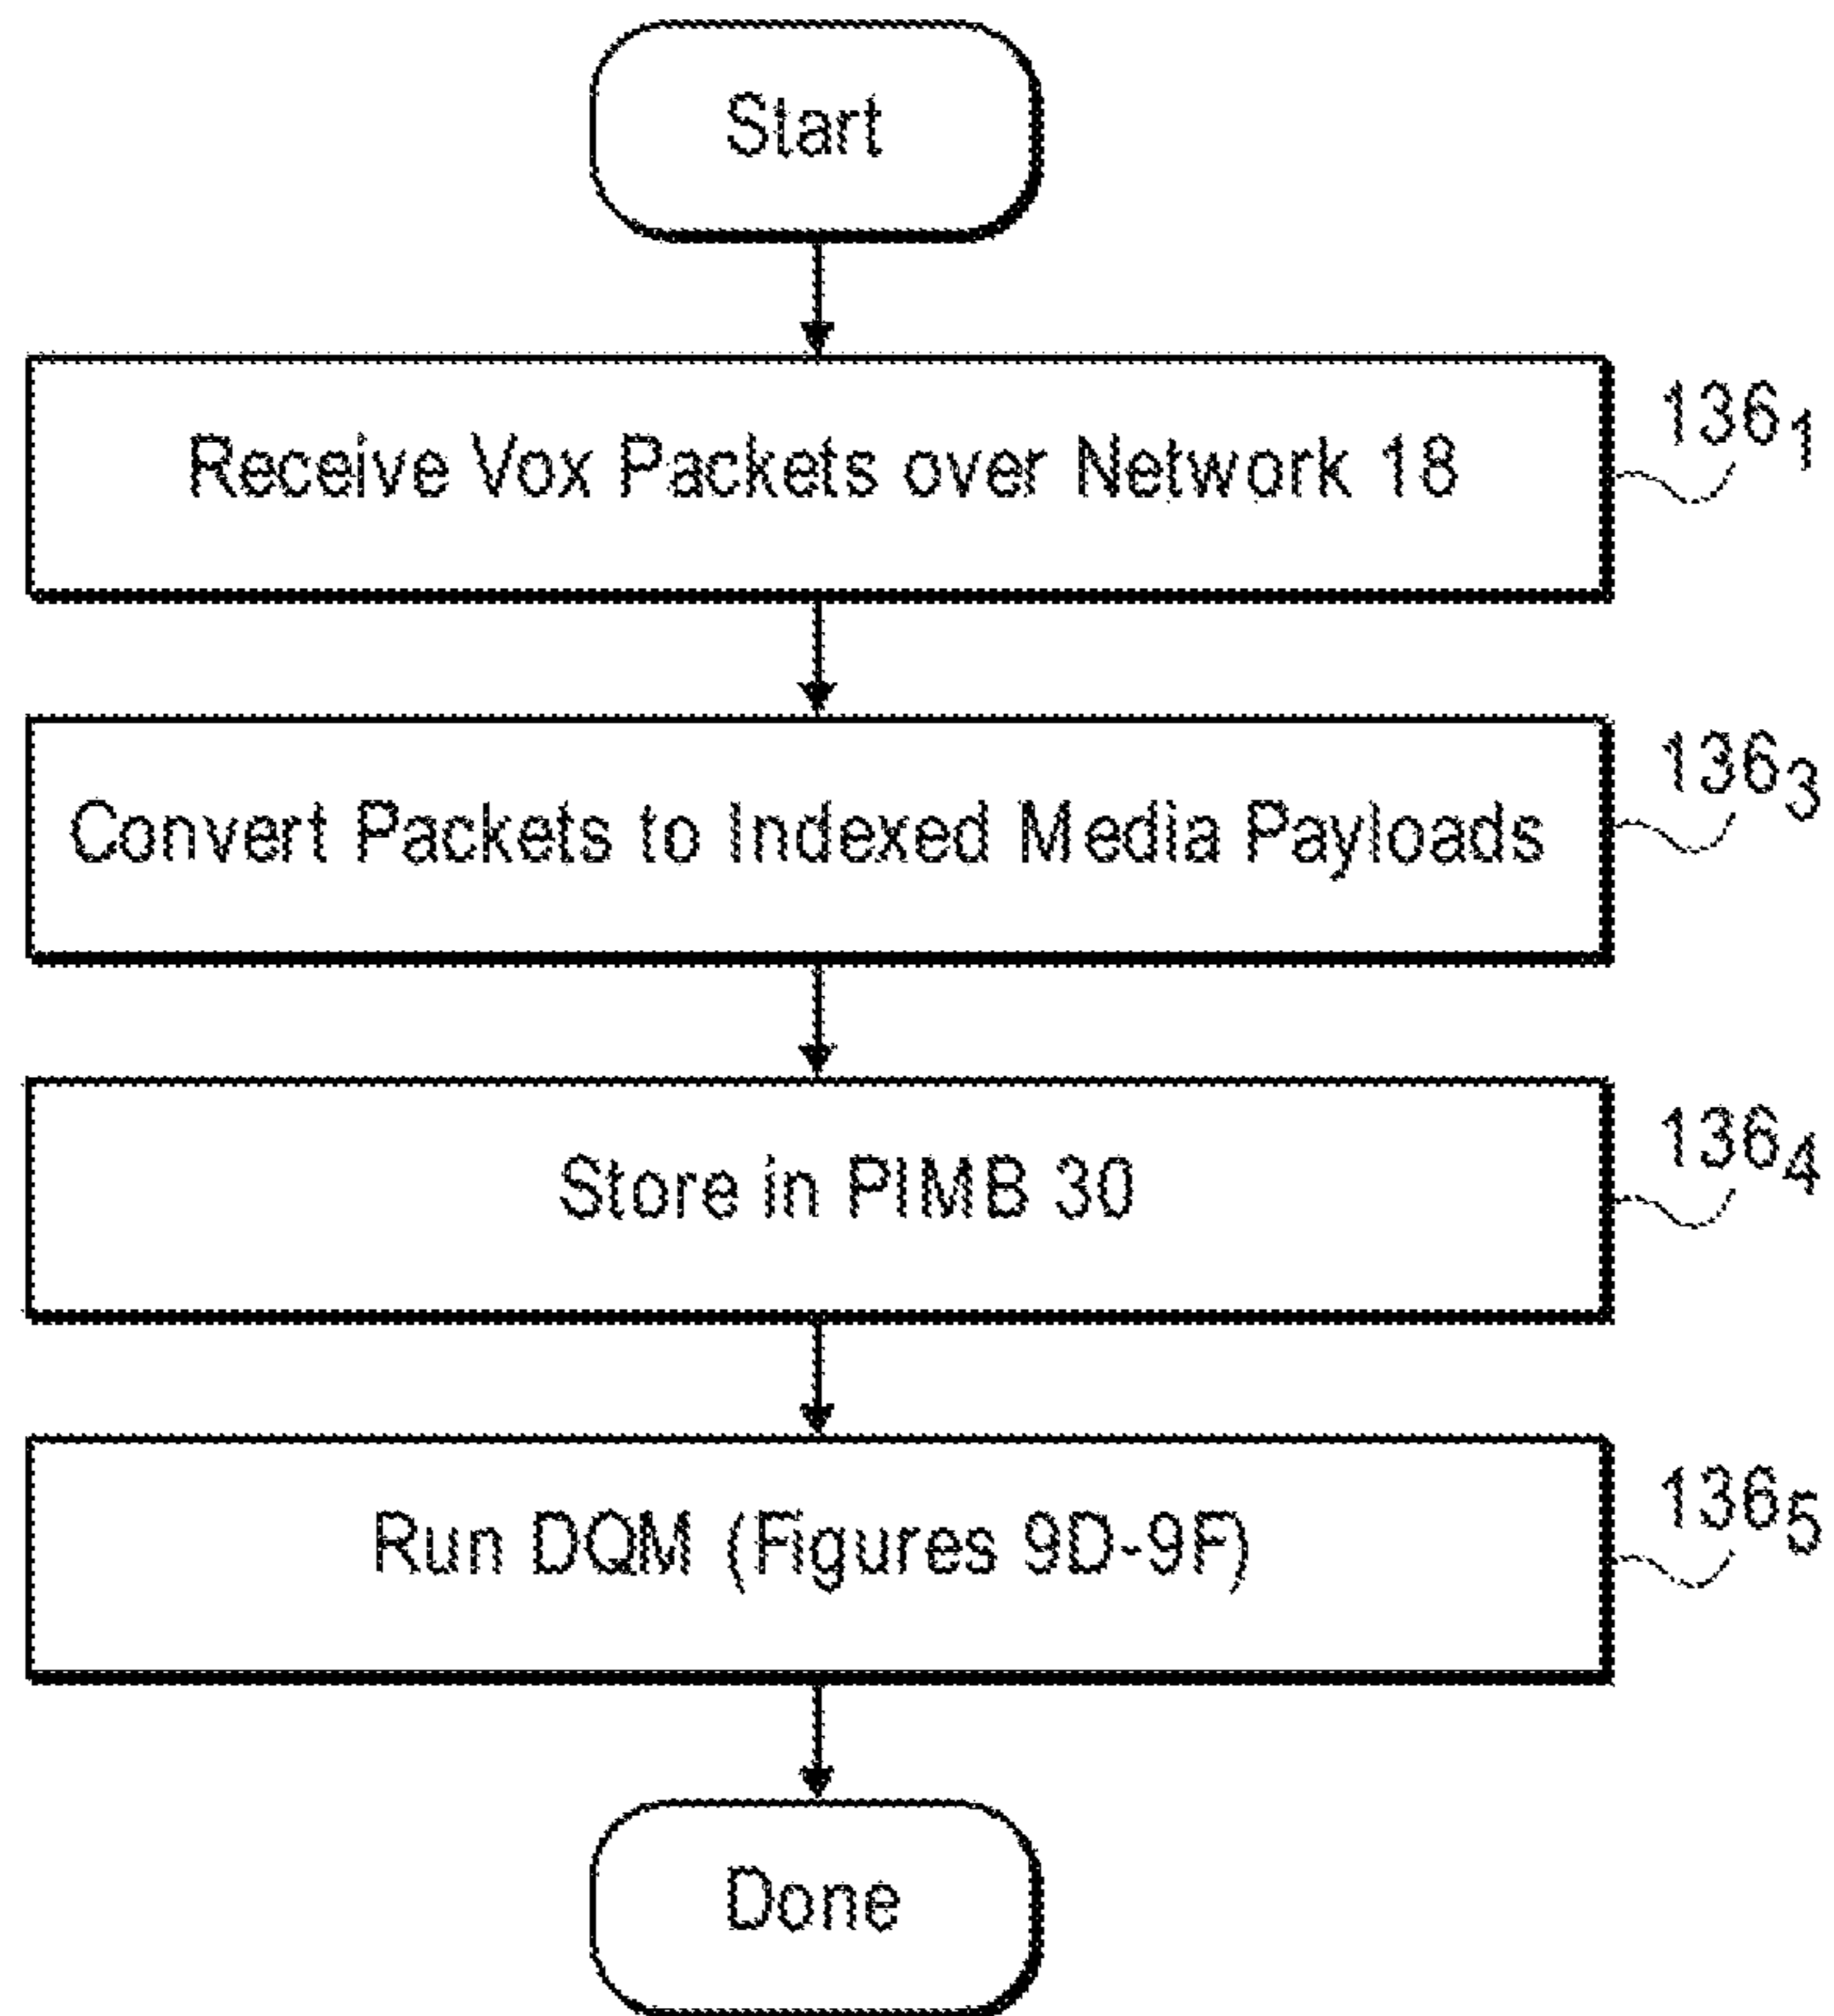 Start
Receive Vox Packets over Network 18
136₁
Convert Packets to Indexed Media Payloads
136₃
Store in PIMB 30
136₄
Run DQM (Figures 9D-9F)
136₅
Done